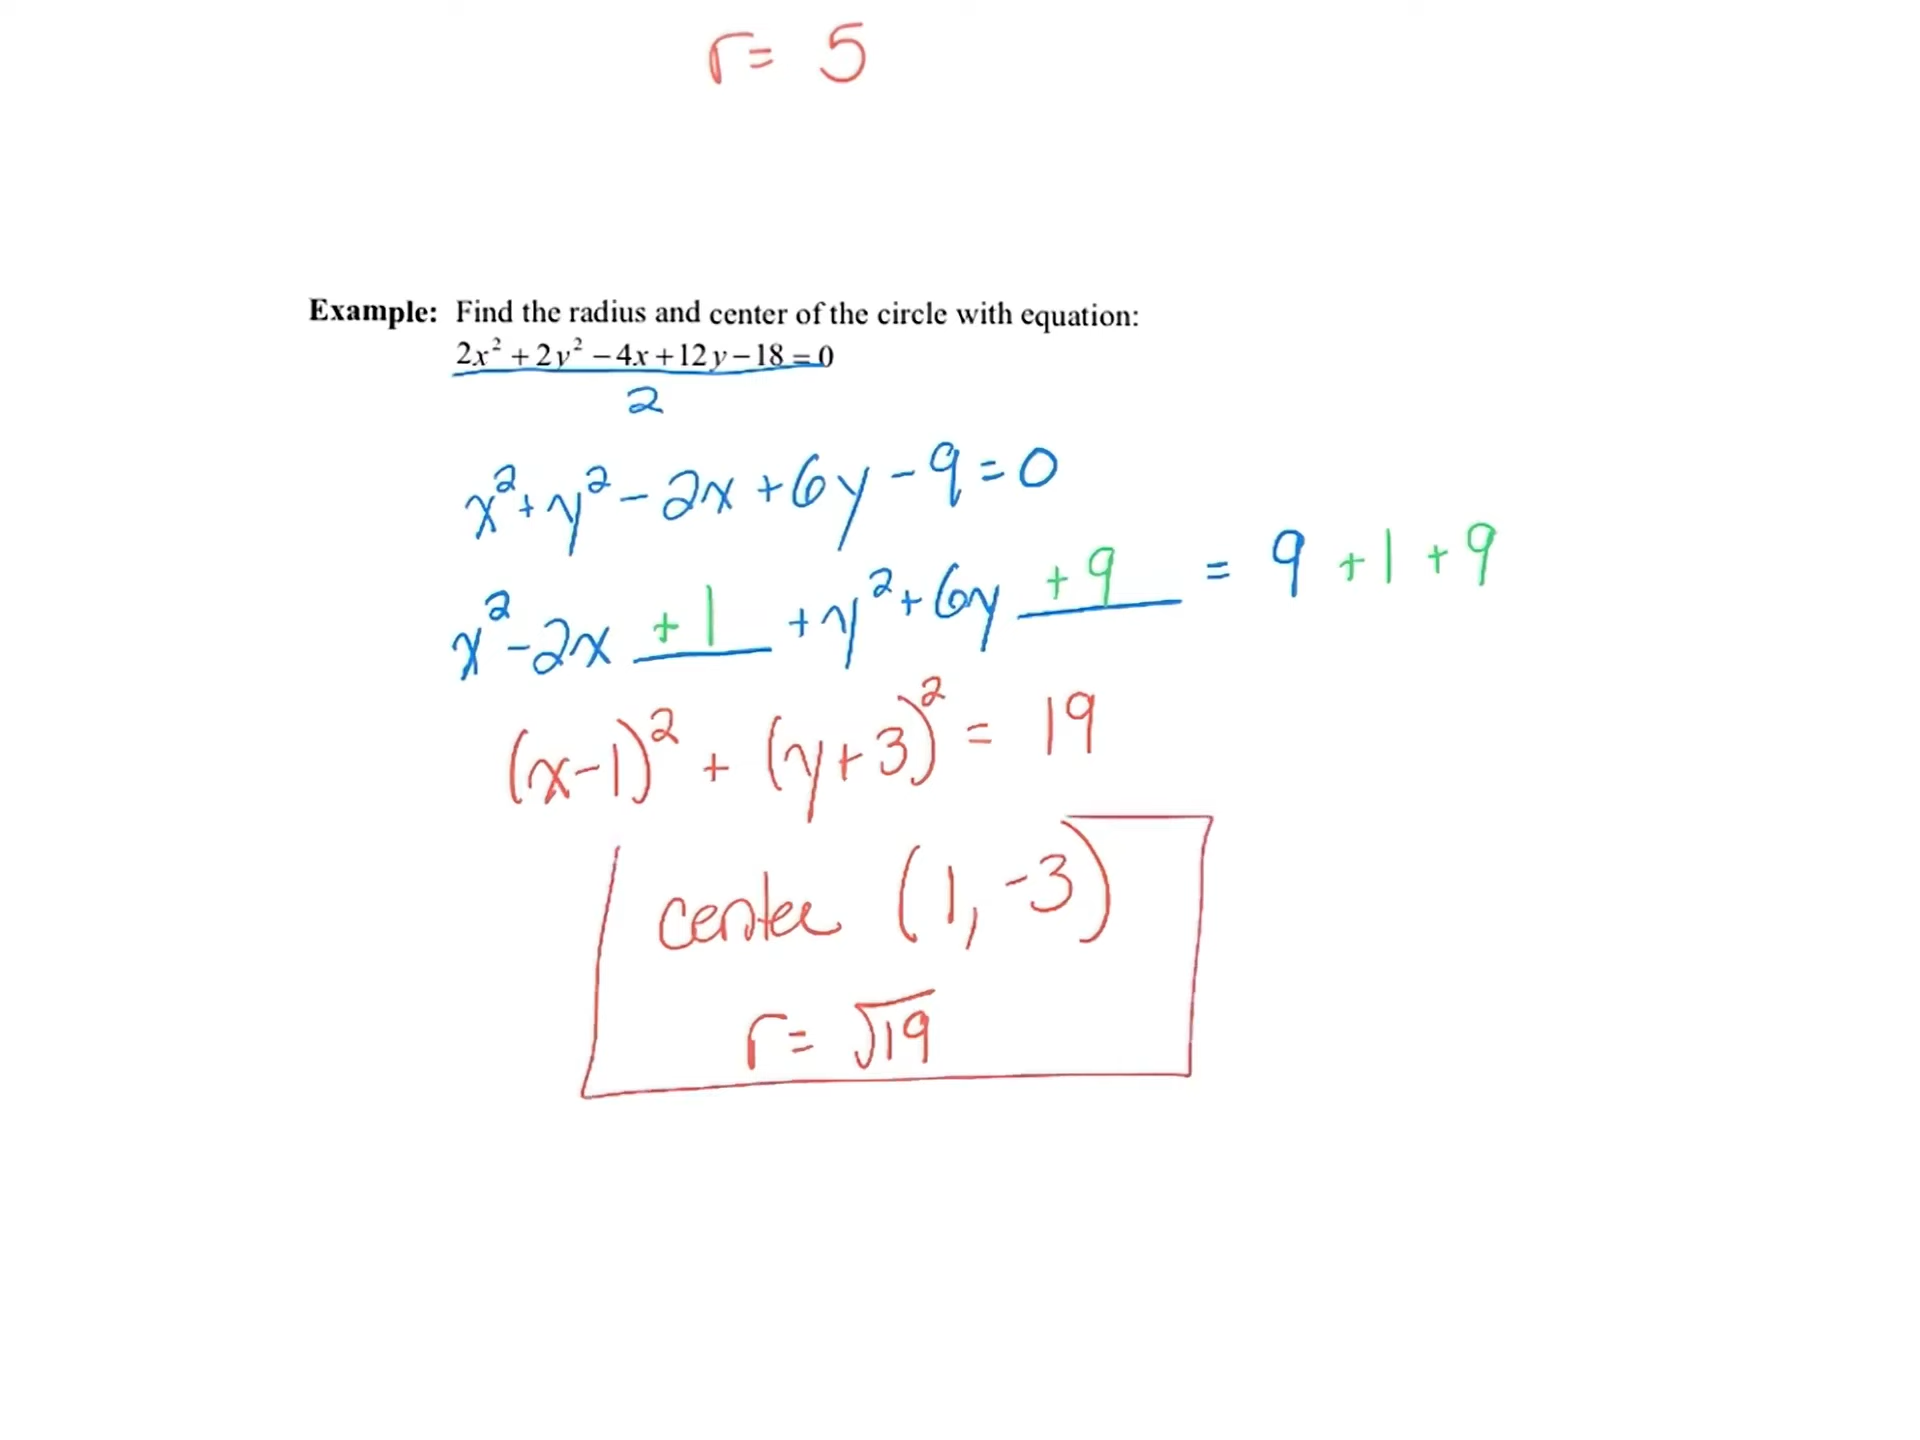 r = 5
Example: Find the radius and center of the circle with equation:
2x² + 2y² − 4x + 12y − 18 = 0
2
x² + y² − 2x + 6y − 9 = 0
x² − 2x + 1 + y² + 6y + 9 = 9 + 1 + 9
(x−1)² + (y+3)² = 19
center (1, −3)
r = √19